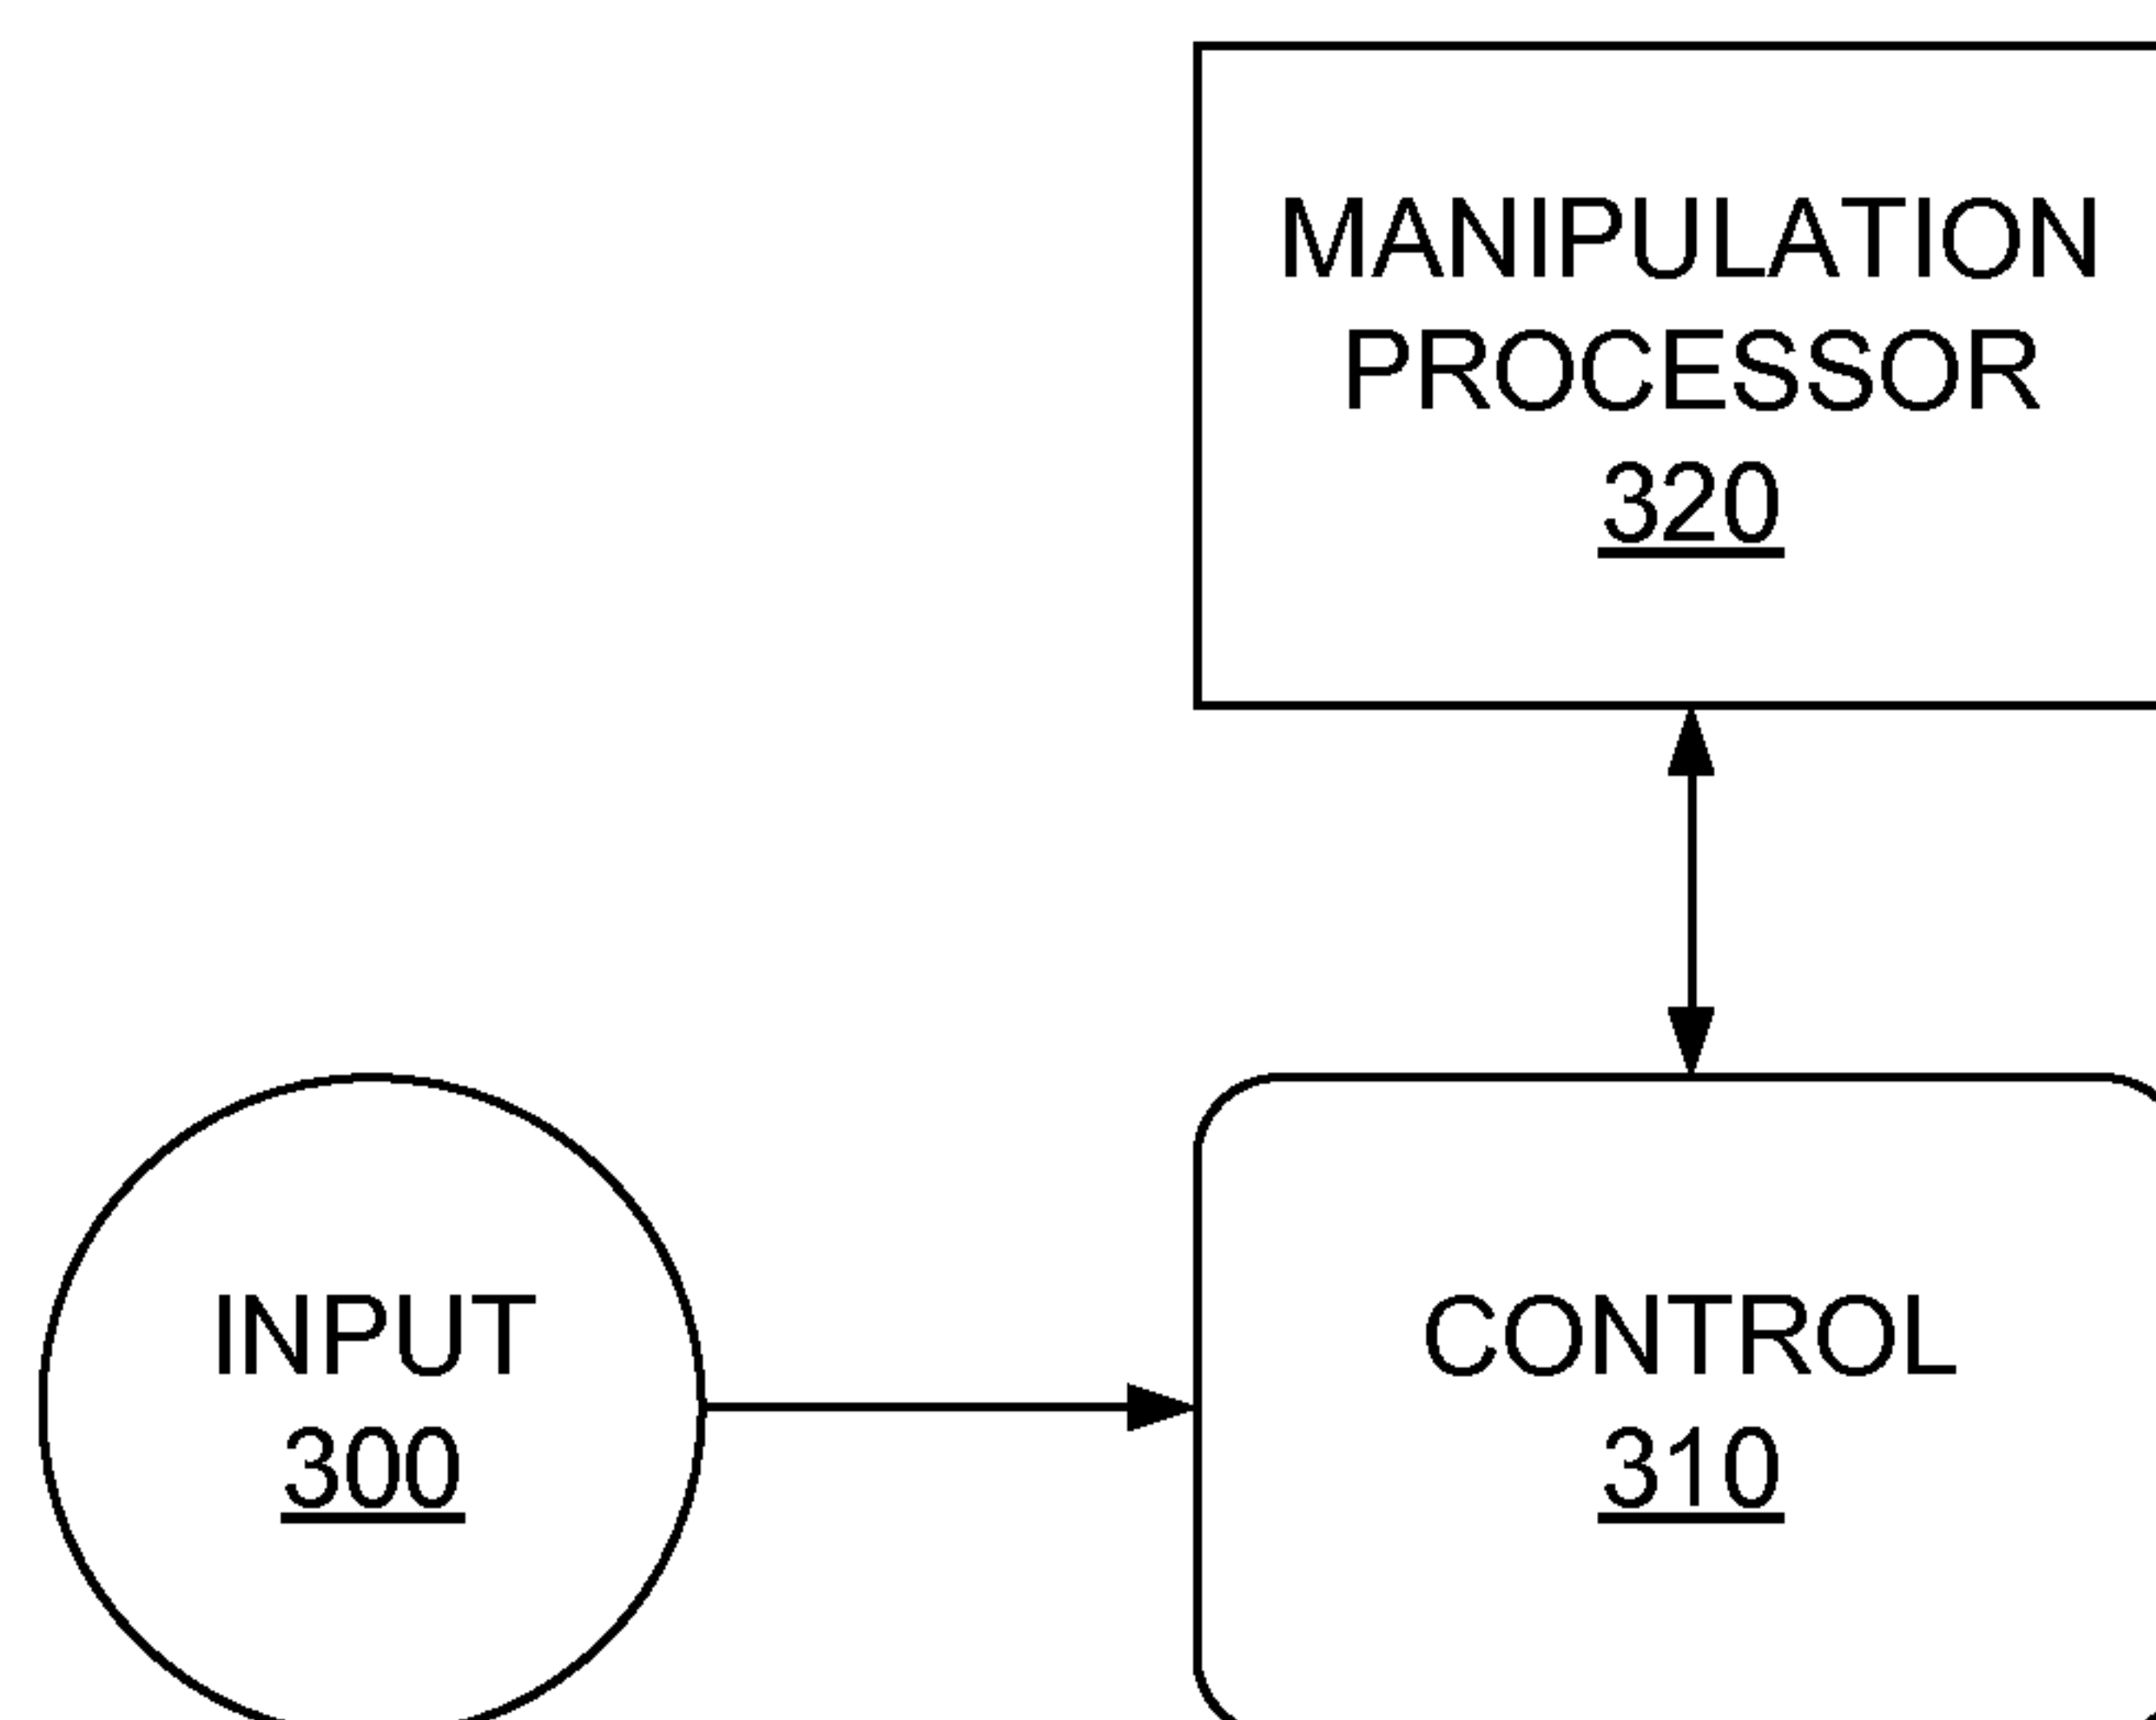 MANIPULATION
PROCESSOR
320
INPUT
300
CONTROL
310